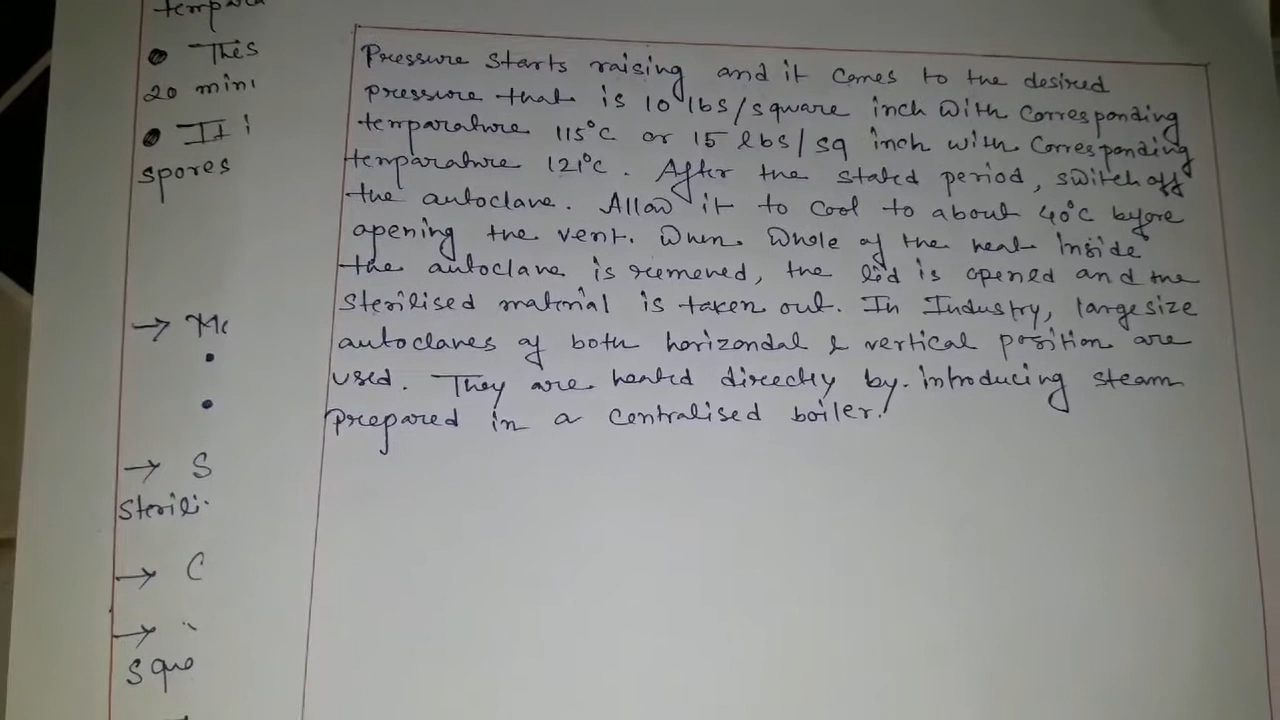 tempara
● This
20 mini
● It i
spores
→ Me
•
•
→ S
Sterili
→ C
→
Squa
Pressure starts raising and it comes to the desired
pressure that is 10 lbs/square inch with corresponding
temparature 115°C or 15 lbs/sq inch with corresponding
temparature 121°C. After the stated period, switch off
the autoclave. Allow it to cool to about 40°C before
opening the vent. When whole of the heat inside
the autoclave is removed, the lid is opened and the
sterilised material is taken out. In Industry, large size
autoclaves of both horizondal & vertical position are
used. They are heated directly by introducing steam
prepared in a centralised boiler.